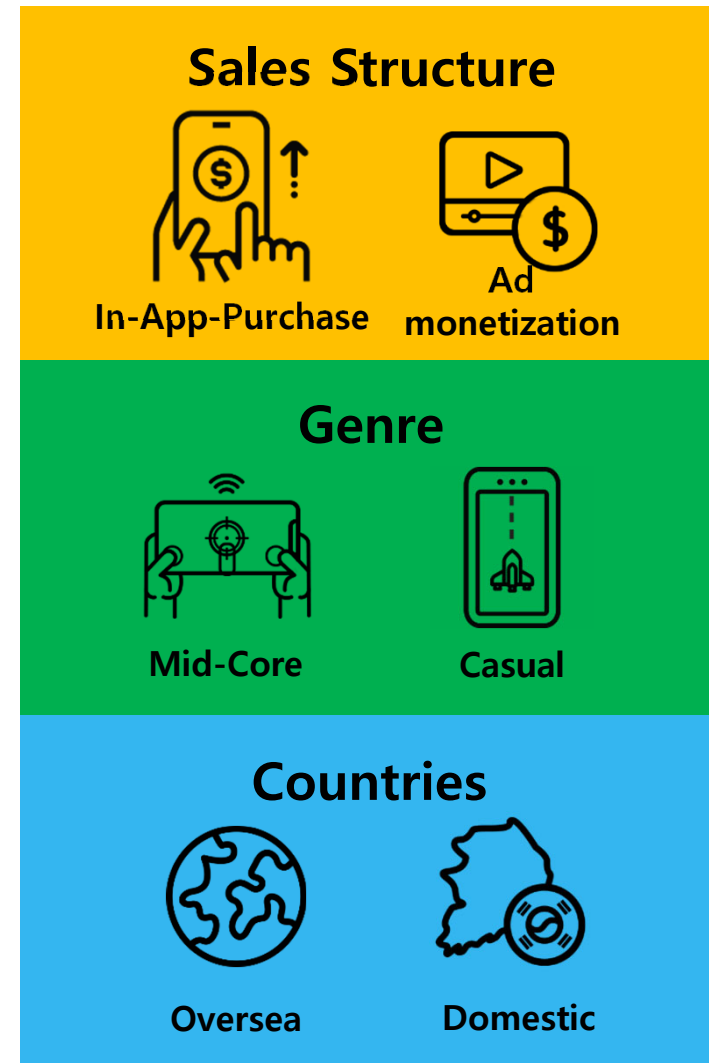 Sales Structure
In-App-Purchase
Ad
monetization
Genre
Mid-Core
Casual
Countries
Oversea
Domestic